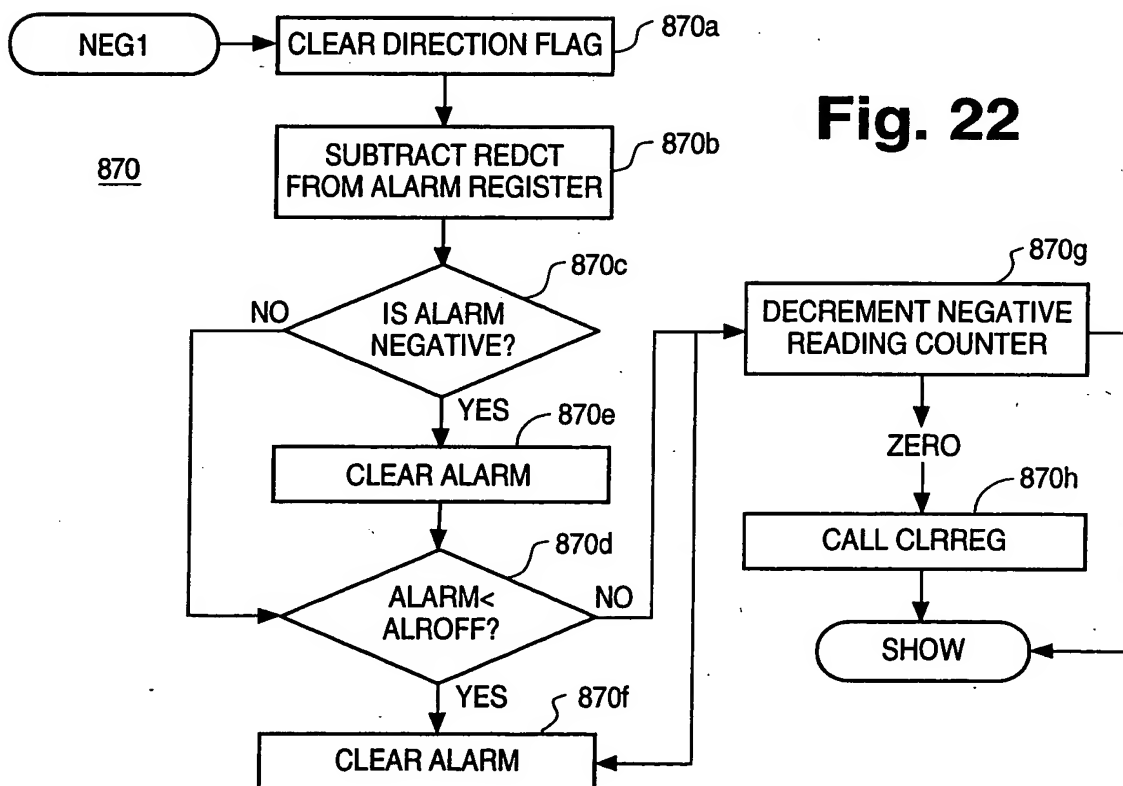 NEG1
CLEAR DIRECTION FLAG
870a
Fig. 22
870
SUBTRACT REDCT
FROM ALARM REGISTER
870b
870c
IS ALARM
NEGATIVE?
NO
YES
870e
CLEAR ALARM
870d
ALARM<
ALROFF?
NO
YES
870f
CLEAR ALARM
870g
DECREMENT NEGATIVE
READING COUNTER
ZERO
870h
CALL CLRREG
SHOW